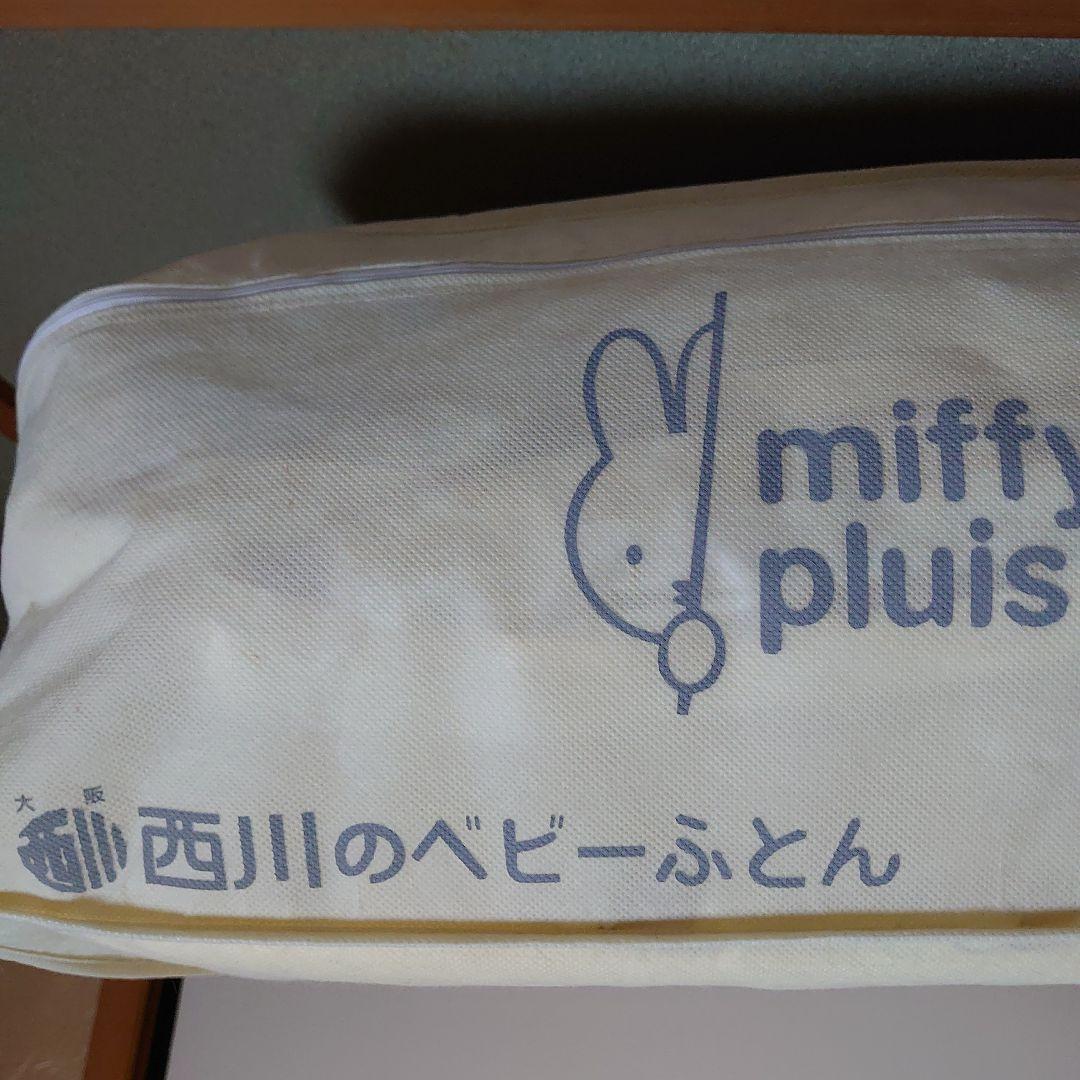 miffy
pluis
大阪
西川のベビーふとん